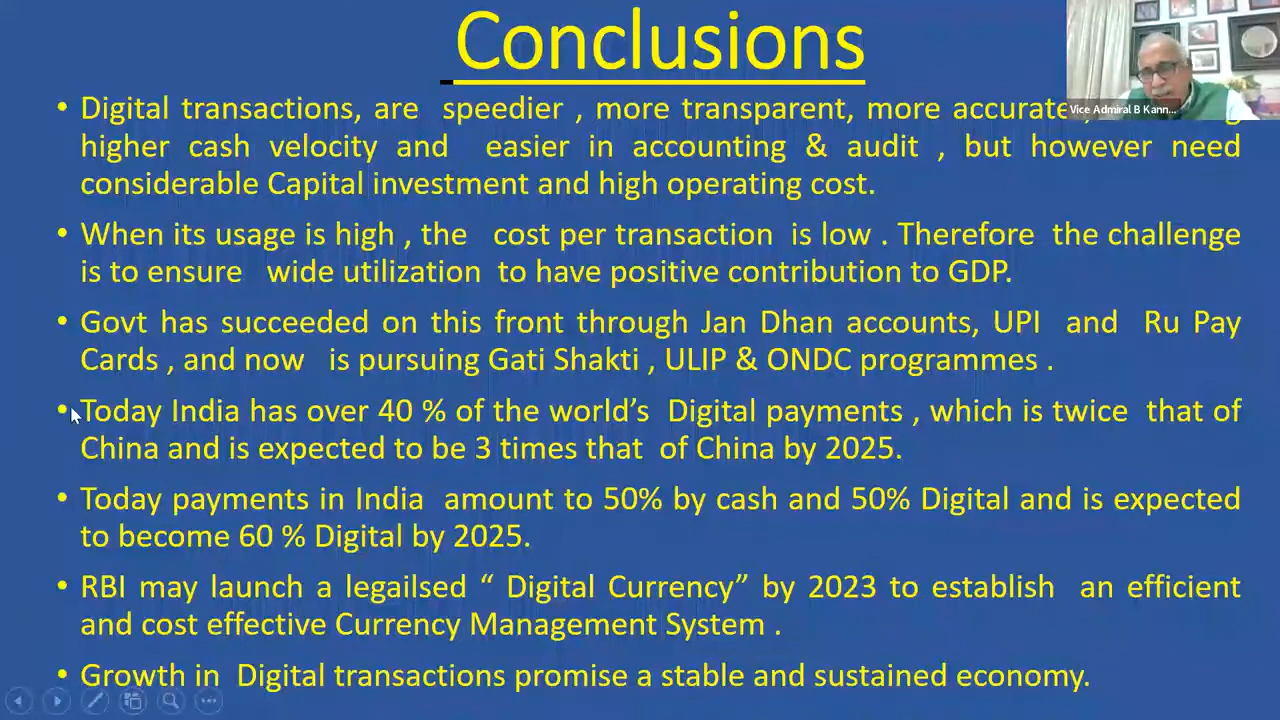 Conclusions
• Digital transactions, are speedier , more transparent, more accurate,
higher cash velocity and easier in accounting & audit , but however need
considerable Capital investment and high operating cost.
• When its usage is high , the cost per transaction is low . Therefore the challenge
is to ensure wide utilization to have positive contribution to GDP.
• Govt has succeeded on this front through Jan Dhan accounts, UPI and Ru Pay
Cards , and now is pursuing Gati Shakti , ULIP & ONDC programmes .
• Today India has over 40 % of the world’s Digital payments , which is twice that of
China and is expected to be 3 times that of China by 2025.
• Today payments in India amount to 50% by cash and 50% Digital and is expected
to become 60 % Digital by 2025.
• RBI may launch a legailsed “ Digital Currency” by 2023 to establish an efficient
and cost effective Currency Management System .
• Growth in Digital transactions promise a stable and sustained economy.
Vice Admiral B Kann...